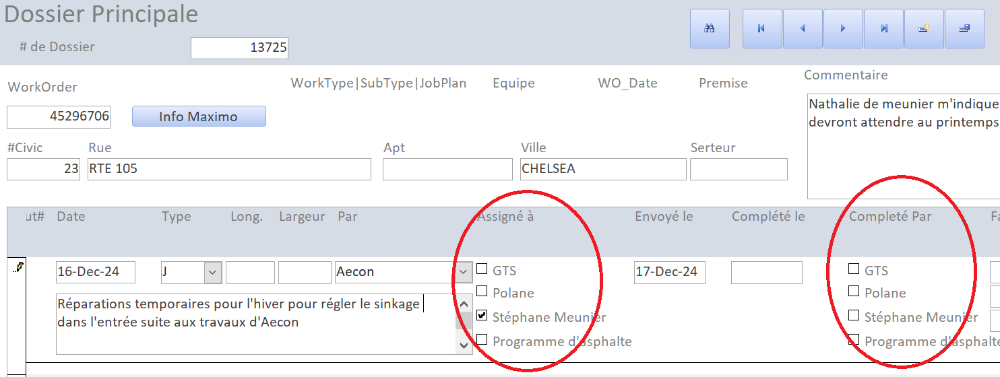 Dossier Principale
# de Dossier
13725
WorkOrder
WorkType|SubType|JobPlan
Equipe
WO_Date
Premise
Commentaire
45296706
Info Maximo
Nathalie de meunier m'indique
devront attendre au printemps
#Civic
Rue
Apt
Ville
Serteur
23
RTE 105
CHELSEA
ut#
Date
Type
Long.
Largeur
Par
Assigné à
Envoyé le
Complété le
Completé Par
Fa
16-Dec-24
J
Aecon
GTS
17-Dec-24
GTS
Polane
Polane
Réparations temporaires pour l'hiver pour régler le sinkage
dans l'entrée suite aux travaux d'Aecon
Stéphane Meunier
Stéphane Meunier
Programme d'asphalte
Programme d'asphalte